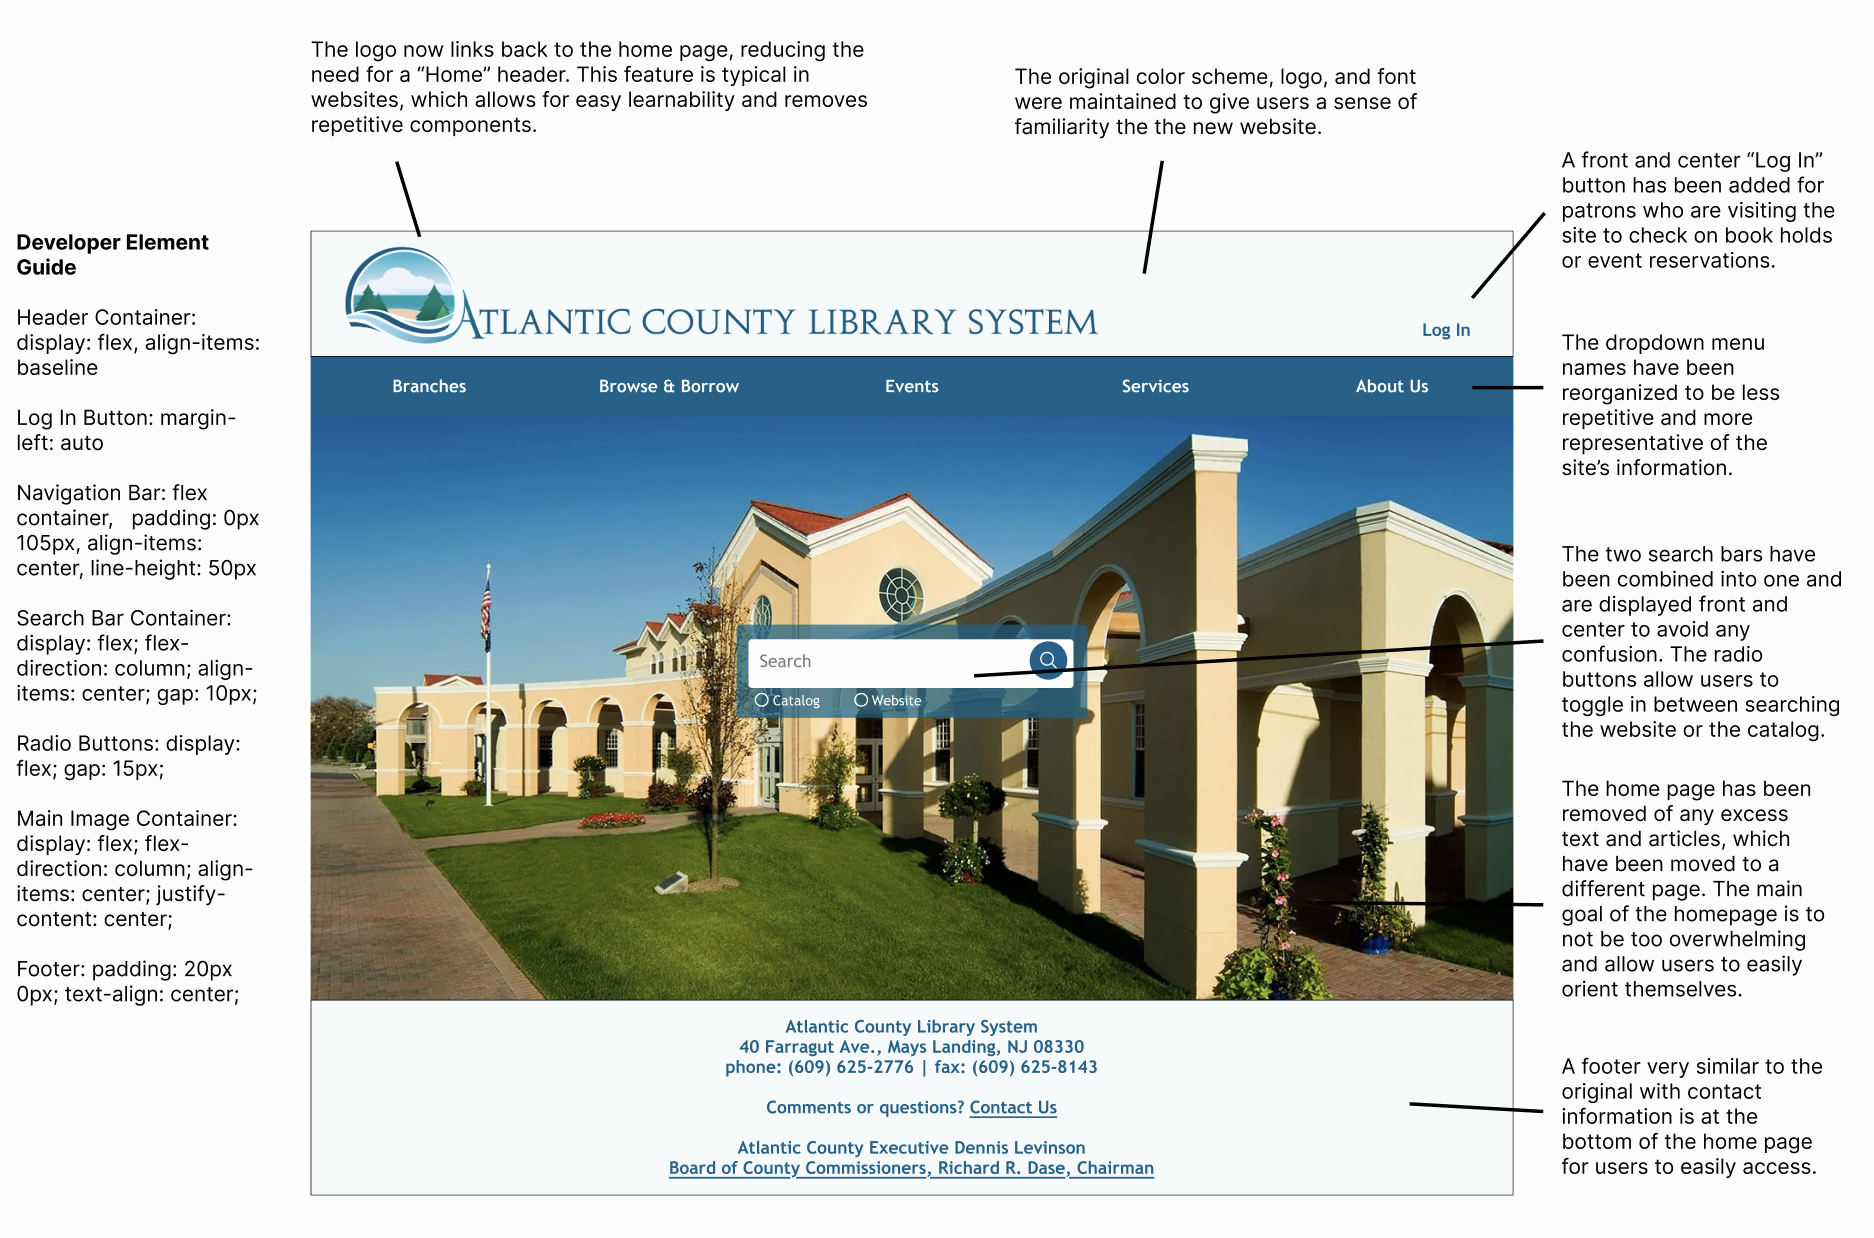 The logo now links back to the home page, reducing the
need for a “Home” header. This feature is typical in
websites, which allows for easy learnability and removes
repetitive components.
The original color scheme, logo, and font
were maintained to give users a sense of
familiarity the the new website.
A front and center “Log In”
button has been added for
patrons who are visiting the
site to check on book holds
or event reservations.
Developer Element
Guide
Header Container:
display: flex, align-items:
baseline
Log In Button: margin-
left: auto
Navigation Bar: flex
container,   padding: 0px
105px, align-items:
center, line-height: 50px
Search Bar Container:
display: flex; flex-
direction: column; align-
items: center; gap: 10px;
Radio Buttons: display:
flex; gap: 15px;
Main Image Container:
display: flex; flex-
direction: column; align-
items: center; justify-
content: center;
Footer: padding: 20px
0px; text-align: center;
ATLANTIC COUNTY LIBRARY SYSTEM
Log In
Branches
Browse & Borrow
Events
Services
About Us
Search
Catalog
Website
Atlantic County Library System
40 Farragut Ave., Mays Landing, NJ 08330
phone: (609) 625-2776 | fax: (609) 625-8143
Comments or questions? Contact Us
Atlantic County Executive Dennis Levinson
Board of County Commissioners, Richard R. Dase, Chairman
The dropdown menu
names have been
reorganized to be less
repetitive and more
representative of the
site’s information.
The two search bars have
been combined into one and
are displayed front and
center to avoid any
confusion. The radio
buttons allow users to
toggle in between searching
the website or the catalog.
The home page has been
removed of any excess
text and articles, which
have been moved to a
different page. The main
goal of the homepage is to
not be too overwhelming
and allow users to easily
orient themselves.
A footer very similar to the
original with contact
information is at the
bottom of the home page
for users to easily access.